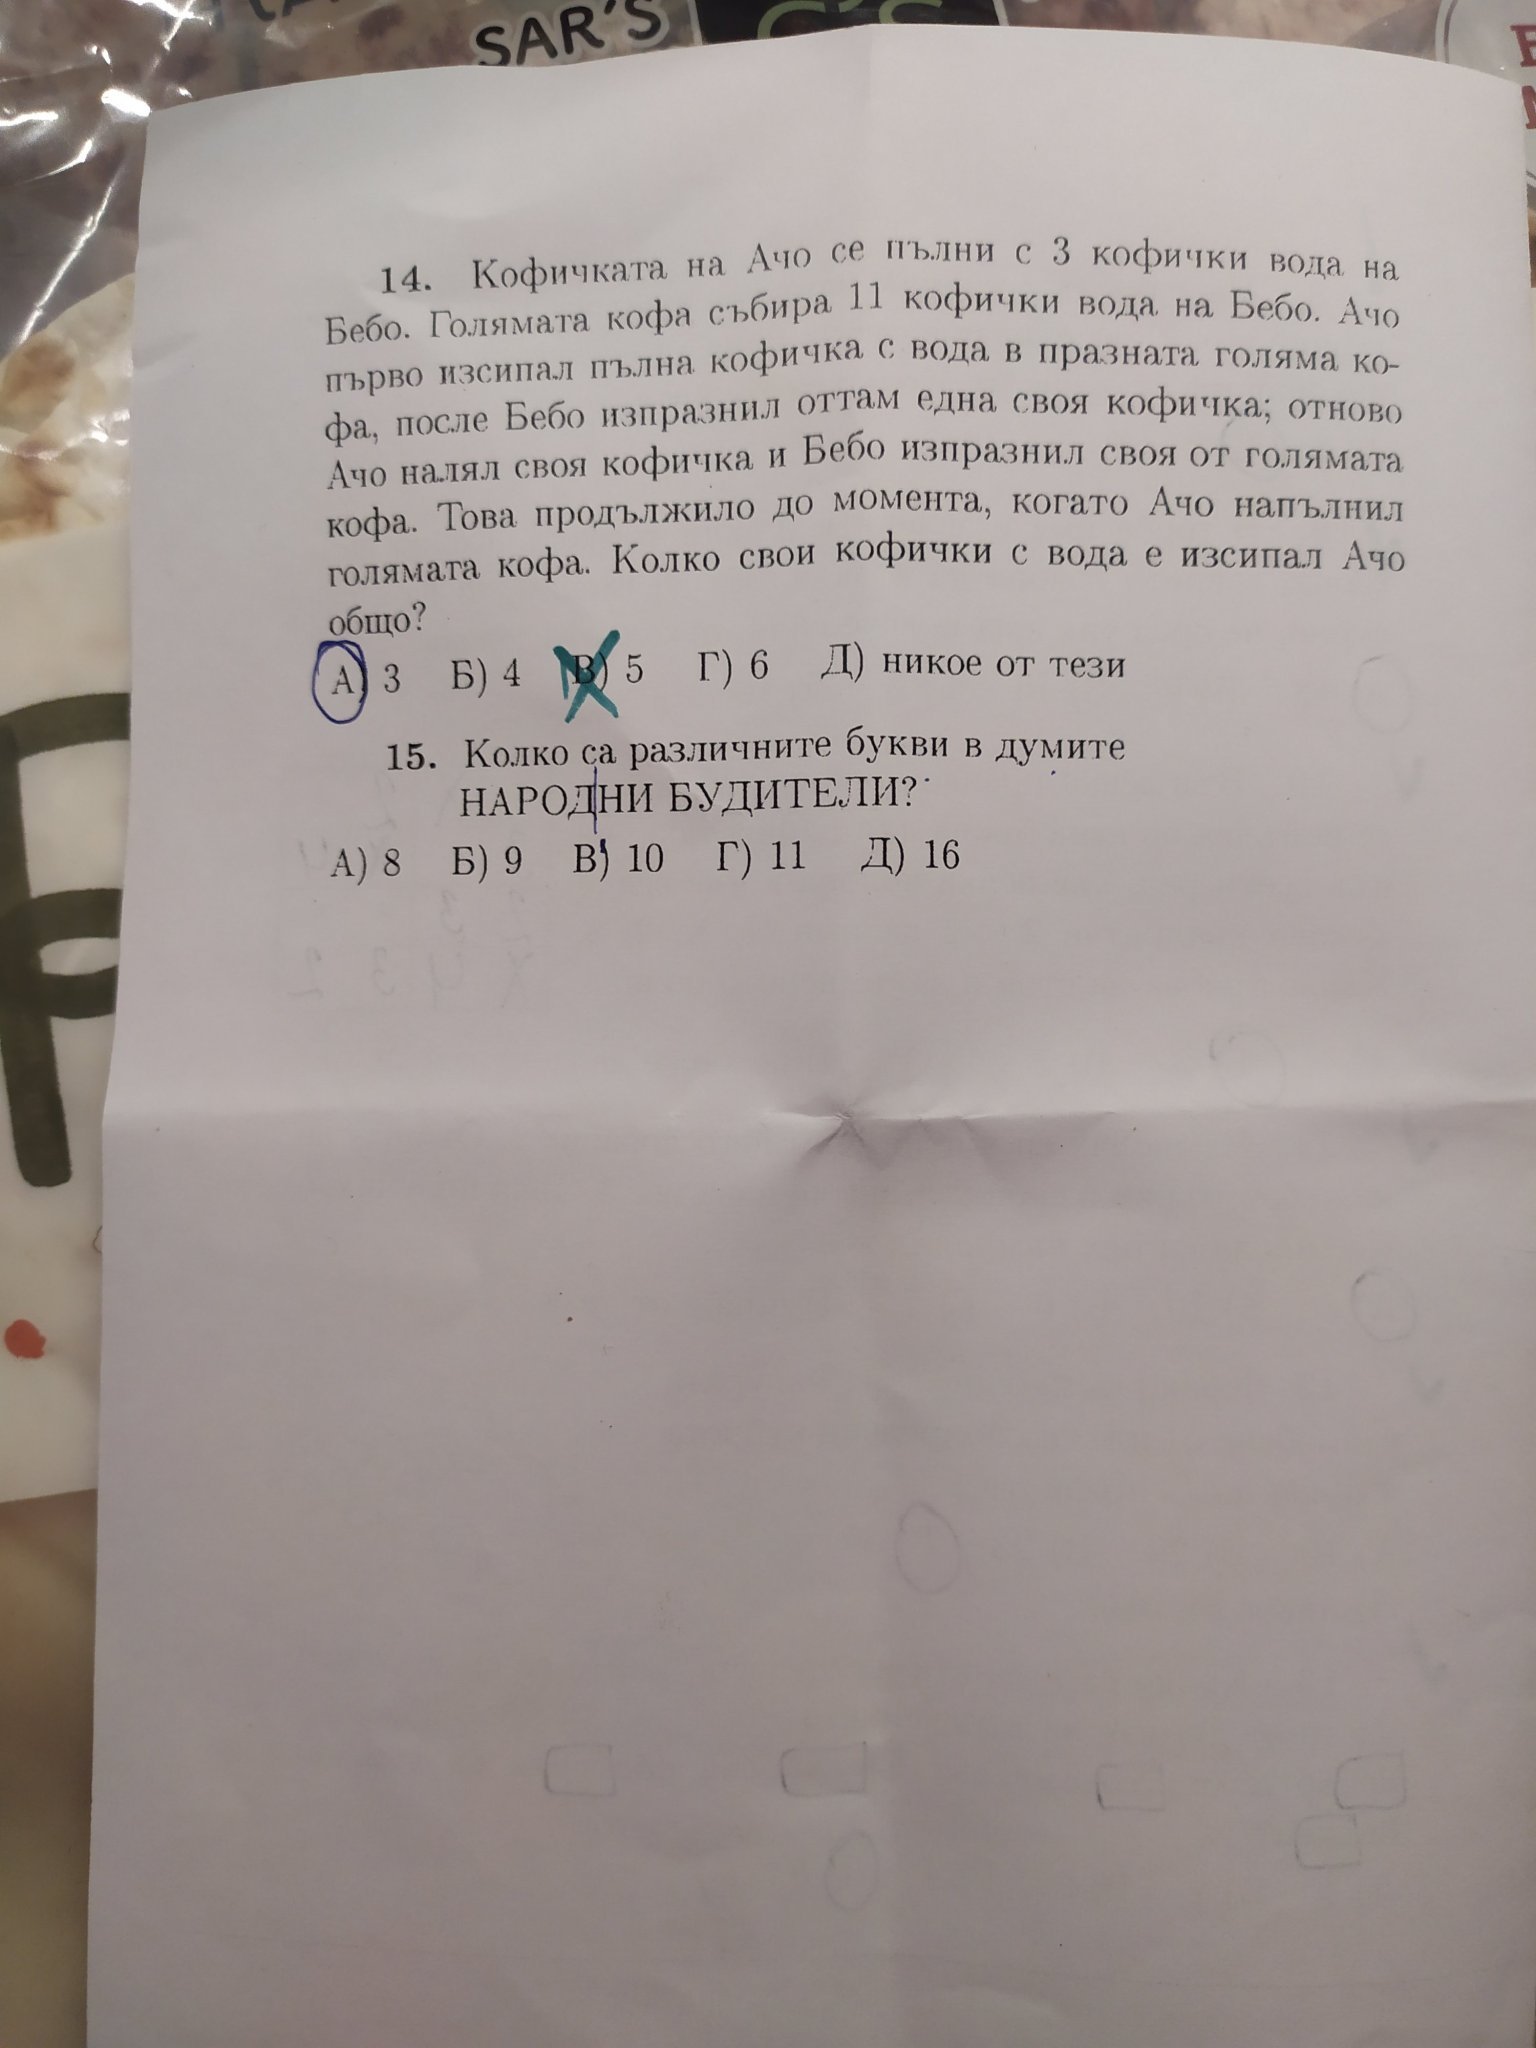 SAR'S
14. Кофичката на Ачо се пълни с 3 кофички вода на
Бебо. Голямата кофа събира 11 кофички вода на Бебо. Ачо
първо изсипал пълна кофичка с вода в празната голяма ко-
фа, после Бебо изпразнил оттам една своя кофичка; отново
Ачо налял своя кофичка и Бебо изпразнил своя от голямата
кофа. Това продължило до момента, когато Ачо напълнил
голямата кофа. Колко свои кофички с вода е изсипал Ачо
общо?
А) 3 Б) 4 В) 5 Г) 6 Д) никое от тези
15. Колко са различните букви в думите
НАРОДНИ БУДИТЕЛИ?
А) 8 Б) 9 В) 10 Г) 11 Д) 16